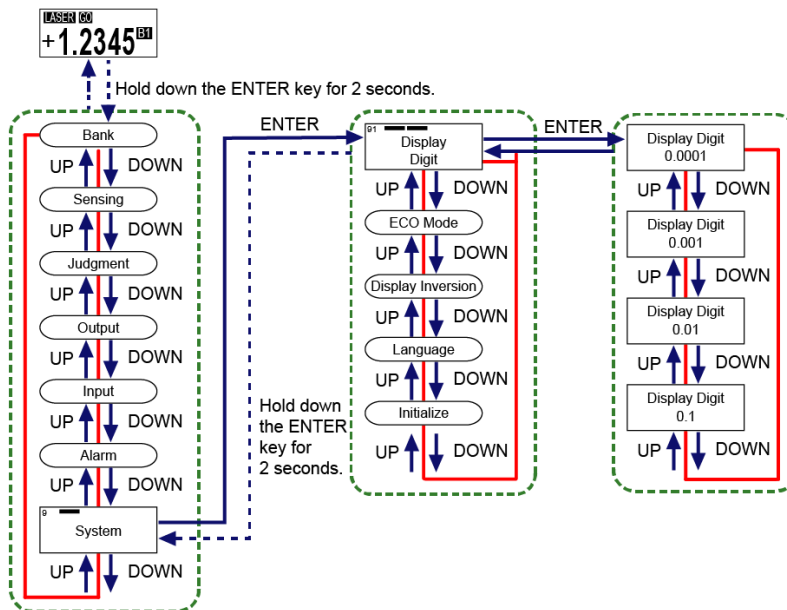 LASER GO
+1.2345 B1
Hold down the ENTER key for 2 seconds.
Bank
UP DOWN
Sensing
UP DOWN
Judgment
UP DOWN
Output
UP DOWN
Input
UP DOWN
Alarm
UP DOWN
9
System
UP DOWN
ENTER
Hold down
the ENTER
key for
2 seconds.
91
Display
Digit
UP DOWN
ECO Mode
UP DOWN
Display Inversion
UP DOWN
Language
UP DOWN
Initialize
UP DOWN
ENTER
Display Digit
0.0001
UP DOWN
Display Digit
0.001
UP DOWN
Display Digit
0.01
UP DOWN
Display Digit
0.1
UP DOWN